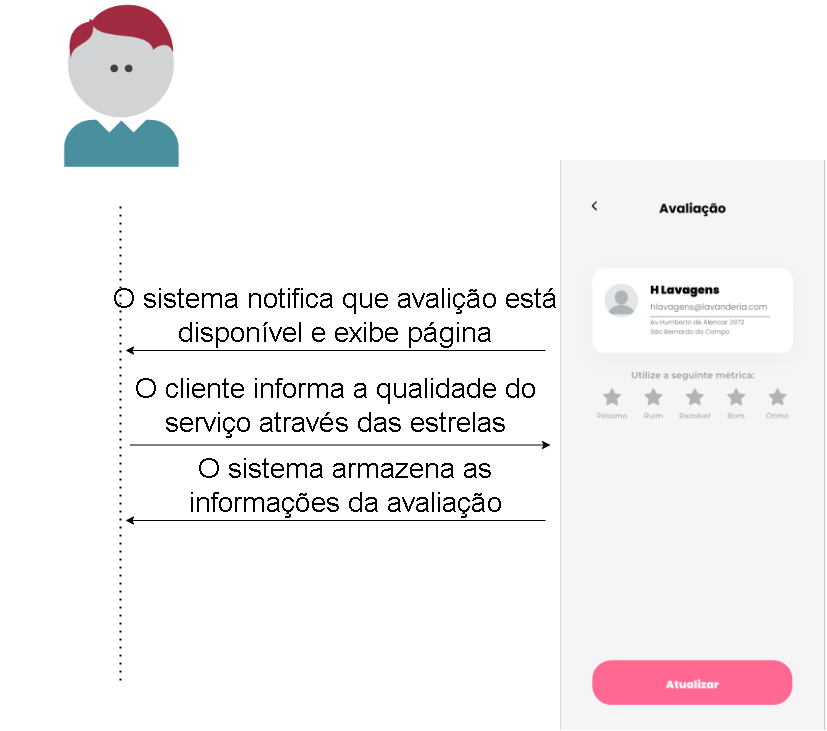 O sistema notifica que avalição está
disponível e exibe página
O cliente informa a qualidade do
serviço através das estrelas
O sistema armazena as
informações da avaliação
Avaliação
H Lavagens
hlavagens@lavanderia.com
Av Humberto de Alencar 3972
São Bernardo do Campo
Utilize a seguinte métrica:
Péssimo Ruim Razoável Bom Ótimo
Atualizar